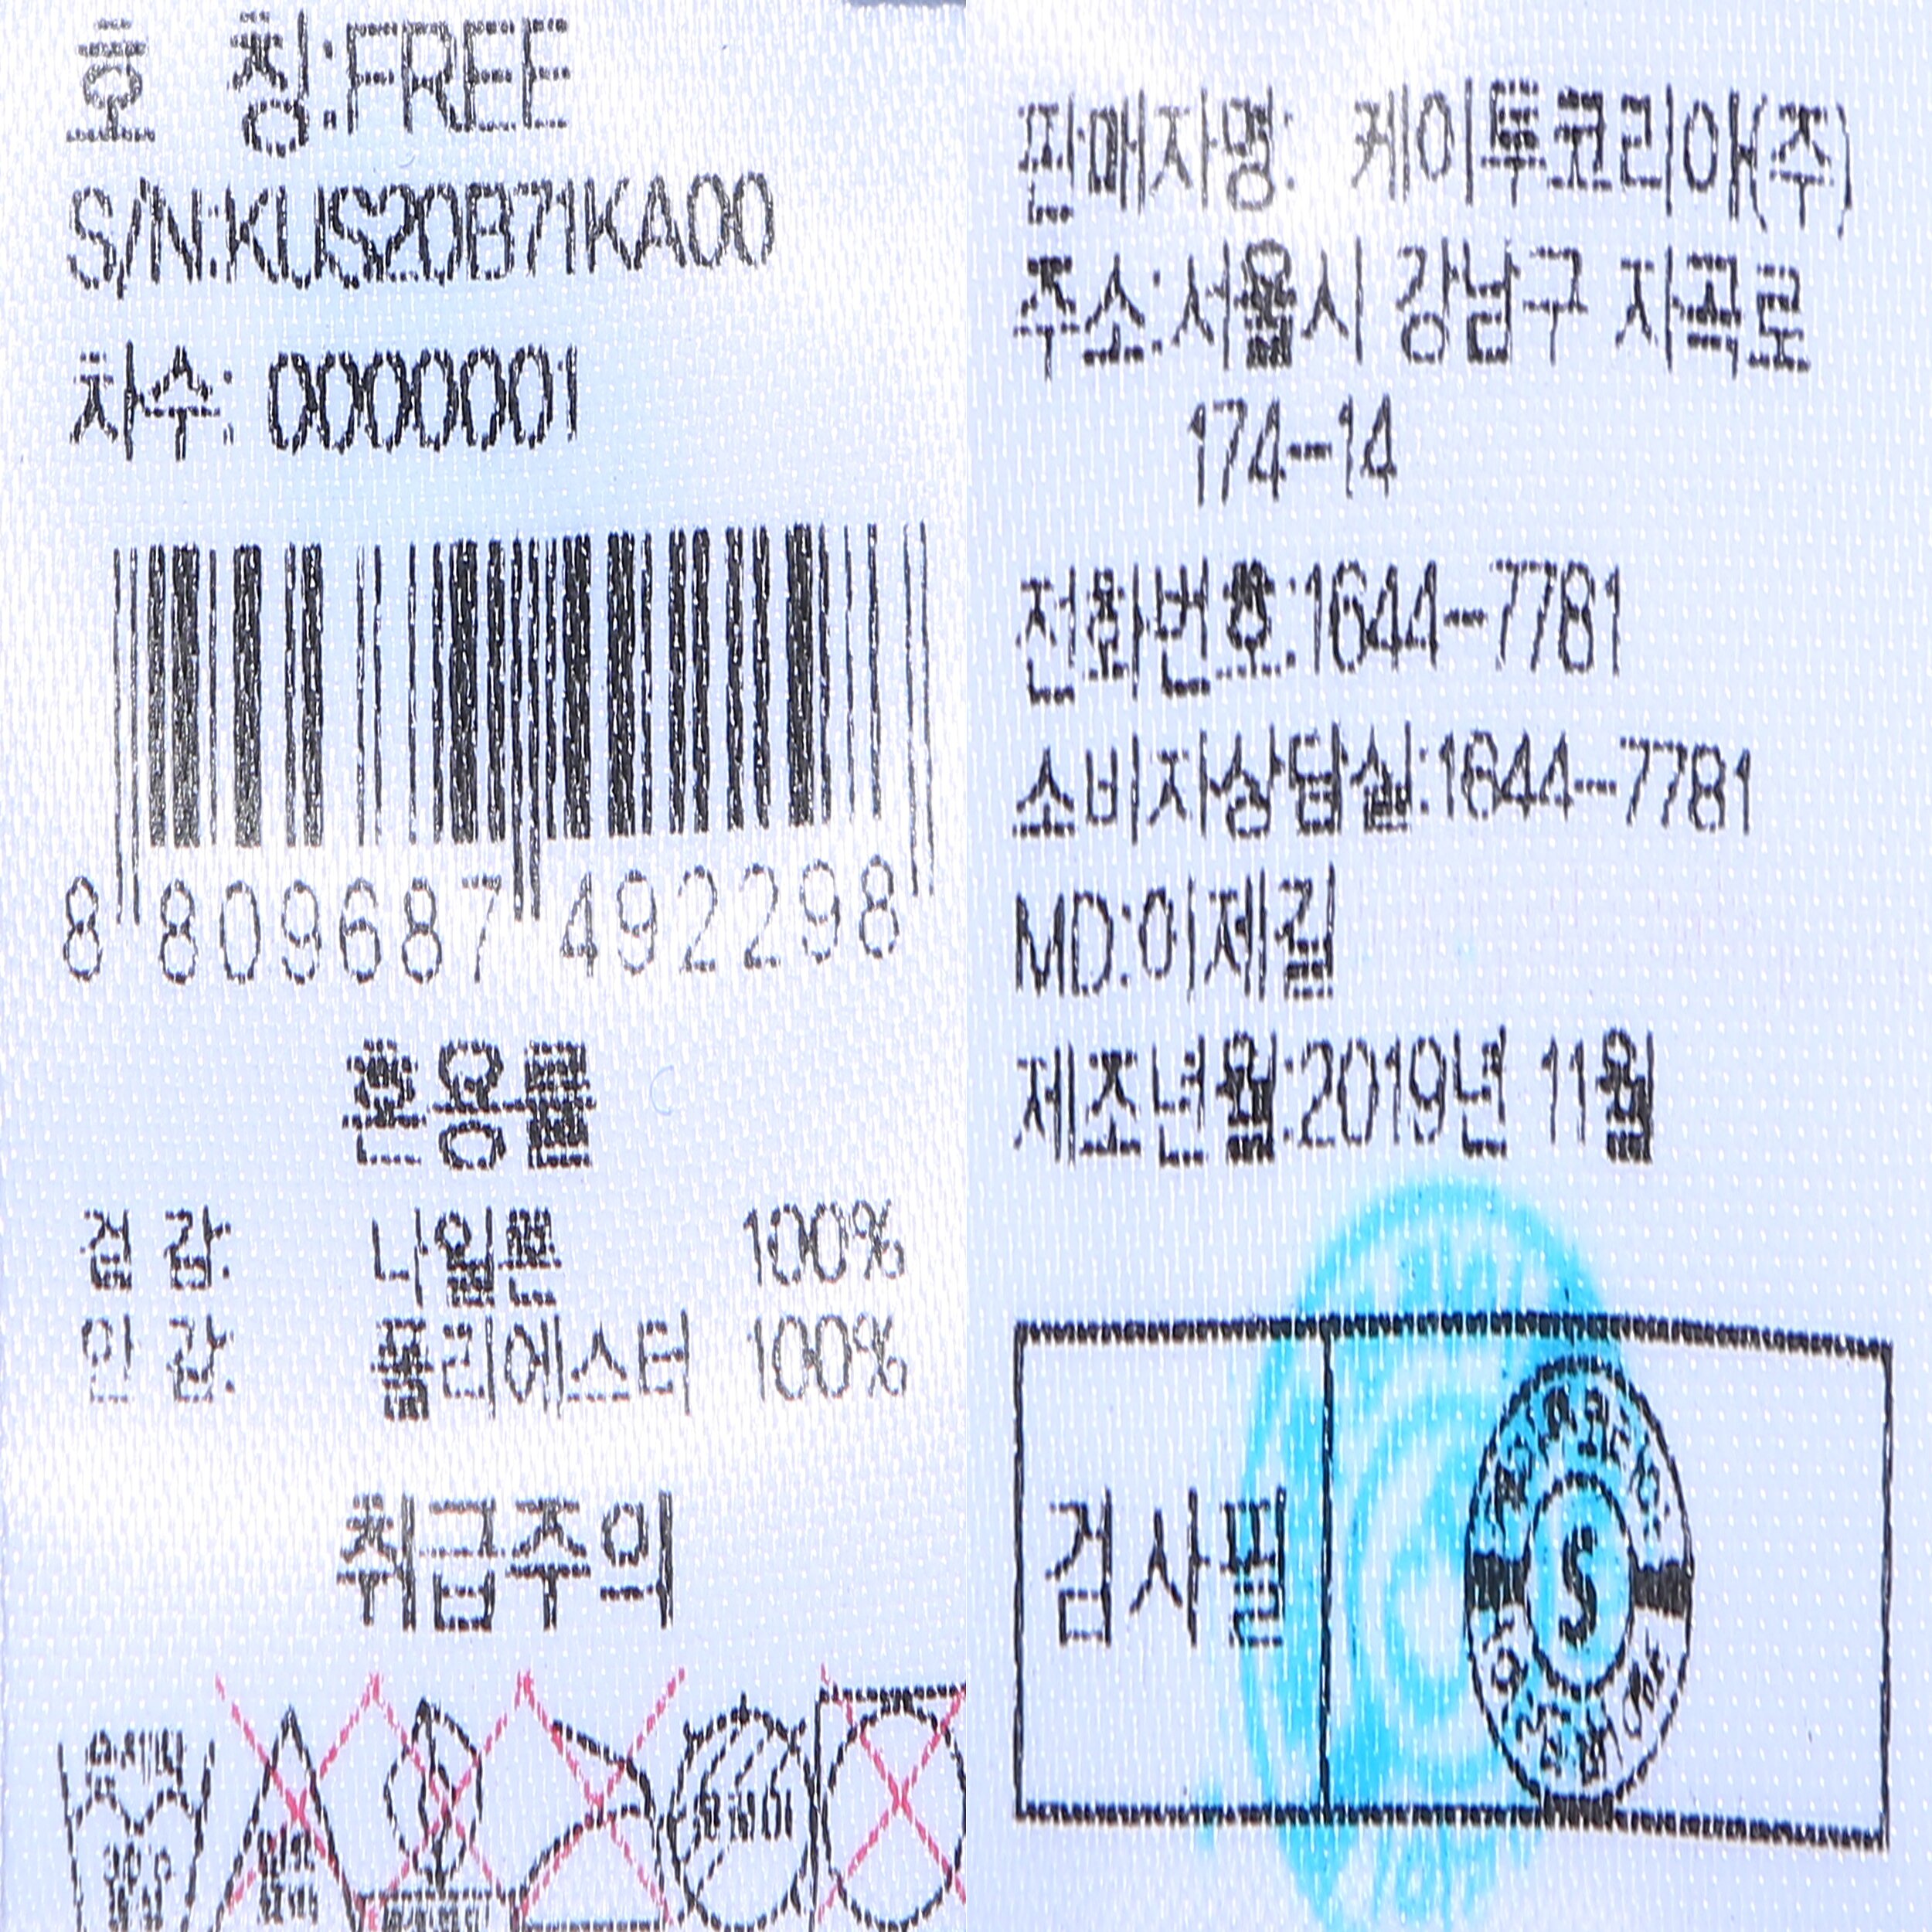 호 칭:FREE
S/N:KUS20B71KA00
차수: 0000001
8 809687 492298
혼용률
겉 감: 나일론 100%
안 감: 폴리에스터 100%
취급주의
손세탁
판매자명: 케이투코리아(주)
주소:서울시 강남구 자곡로
174-14
전화번호:1644-7781
소비자상담실:1644-7781
MD:이제길
제조년월:2019년 11월
검사필
S